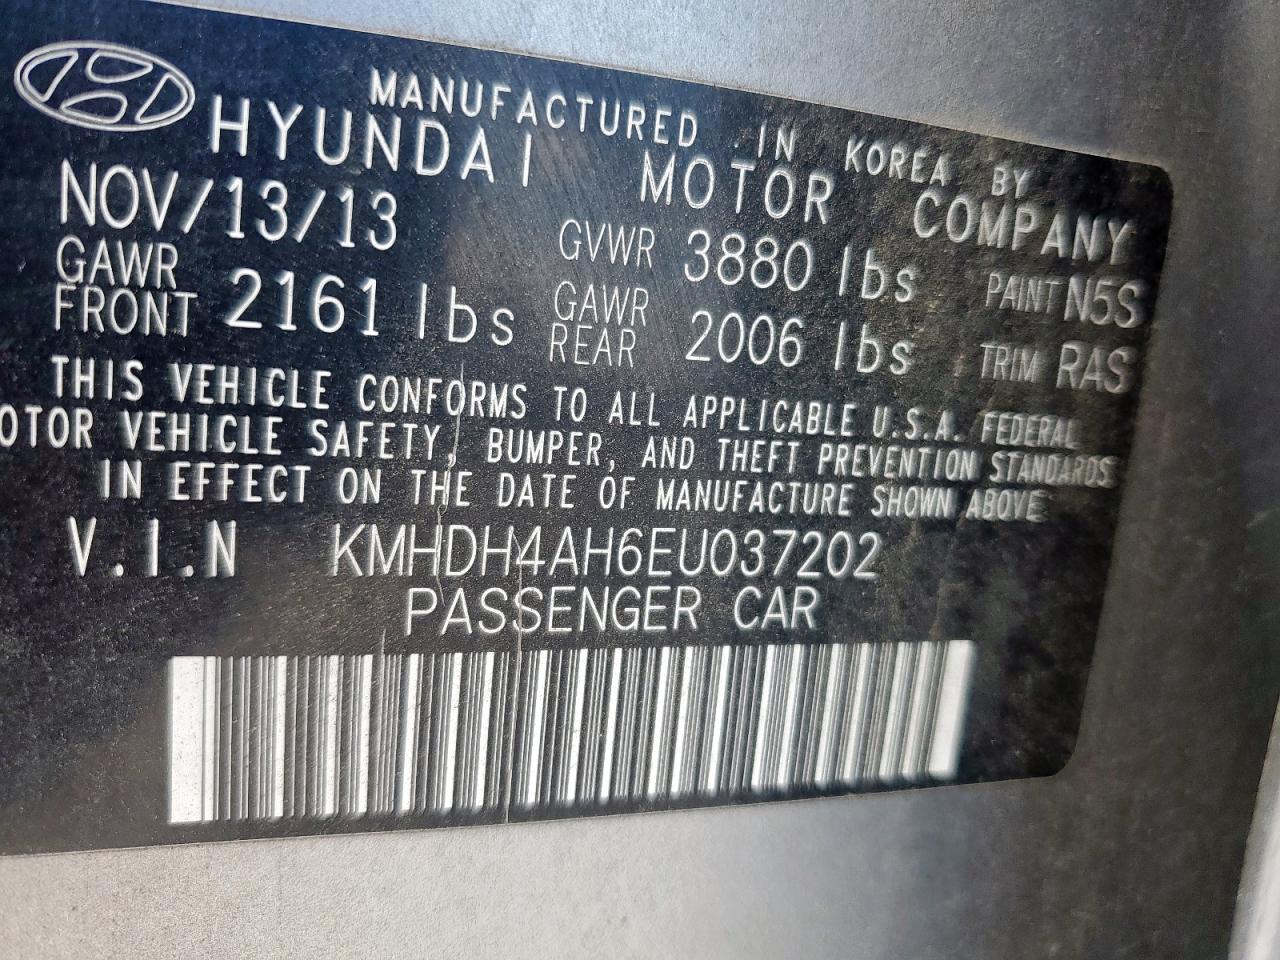 MANUFACTURED IN KOREA BY
HYUNDAI MOTOR COMPANY
NOV/13/13 GVWR 3880 lbs PAINT N5S
GAWR FRONT 2161 lbs GAWR REAR 2006 lbs TRIM RAS
THIS VEHICLE CONFORMS TO ALL APPLICABLE U.S.A. FEDERAL
OTOR VEHICLE SAFETY, BUMPER, AND THEFT PREVENTION STANDARDS
IN EFFECT ON THE DATE OF MANUFACTURE SHOWN ABOVE
V.I.N KMHDH4AH6EU037202
PASSENGER CAR